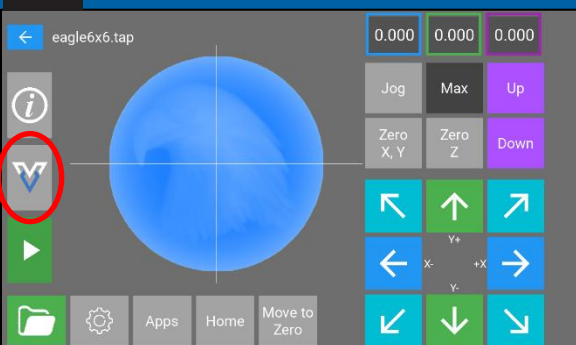 eagle6x6.tap
0.000 0.000 0.000
Jog Max Up
Zero X, Y
Zero Z
Down
Y+
X- +X
Y-
Apps Home Move to Zero